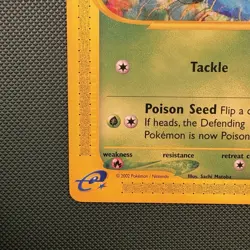 Tackle
Poison Seed Flip a c
If heads, the Defending
Pokémon is now Poison
weakness resistance retreat c
© 2002 Pokémon / Nintendo Illus. Sachi Matoba
e